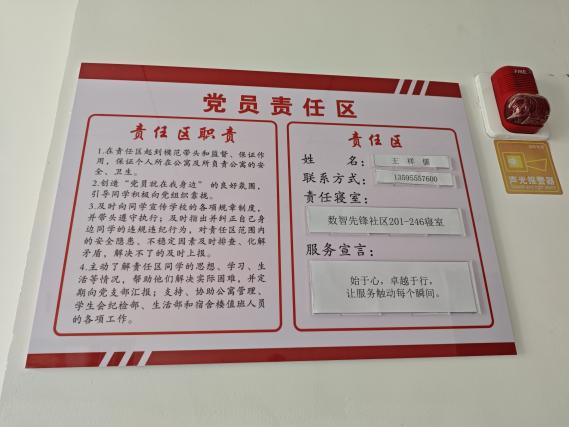 党员责任区
责任区职责
1.在责任区起到模范带头和监督、保证作
用，保证个人所在公寓及所负责公寓的安
全、卫生。
2.创造“党员就在我身边”的良好氛围，
引导同学积极向党组织靠拢。
3.及时向同学宣传学校的各项规章制度，
并带头遵守执行；及时指出并纠正自己身
边同学的违规违纪行为，对责任区范围内
的安全隐患、不稳定因素及时排查、化解
矛盾，解决不了的及时上报。
4.主动了解责任区同学的思想、学习、生
活等情况，帮助他们解决实际困难，并定
期向党支部汇报；支持、协助公寓管理、
学生会纪检部、生活部和宿舍楼值班人员
的各项工作。
责任区
姓 名：王祥
联系方式：13595557600
责任寝室：
数智先锋社区201-246寝室
服务宣言：
始于心，卓越于行，
让服务触动每个瞬间。
FIRE
声光报警器